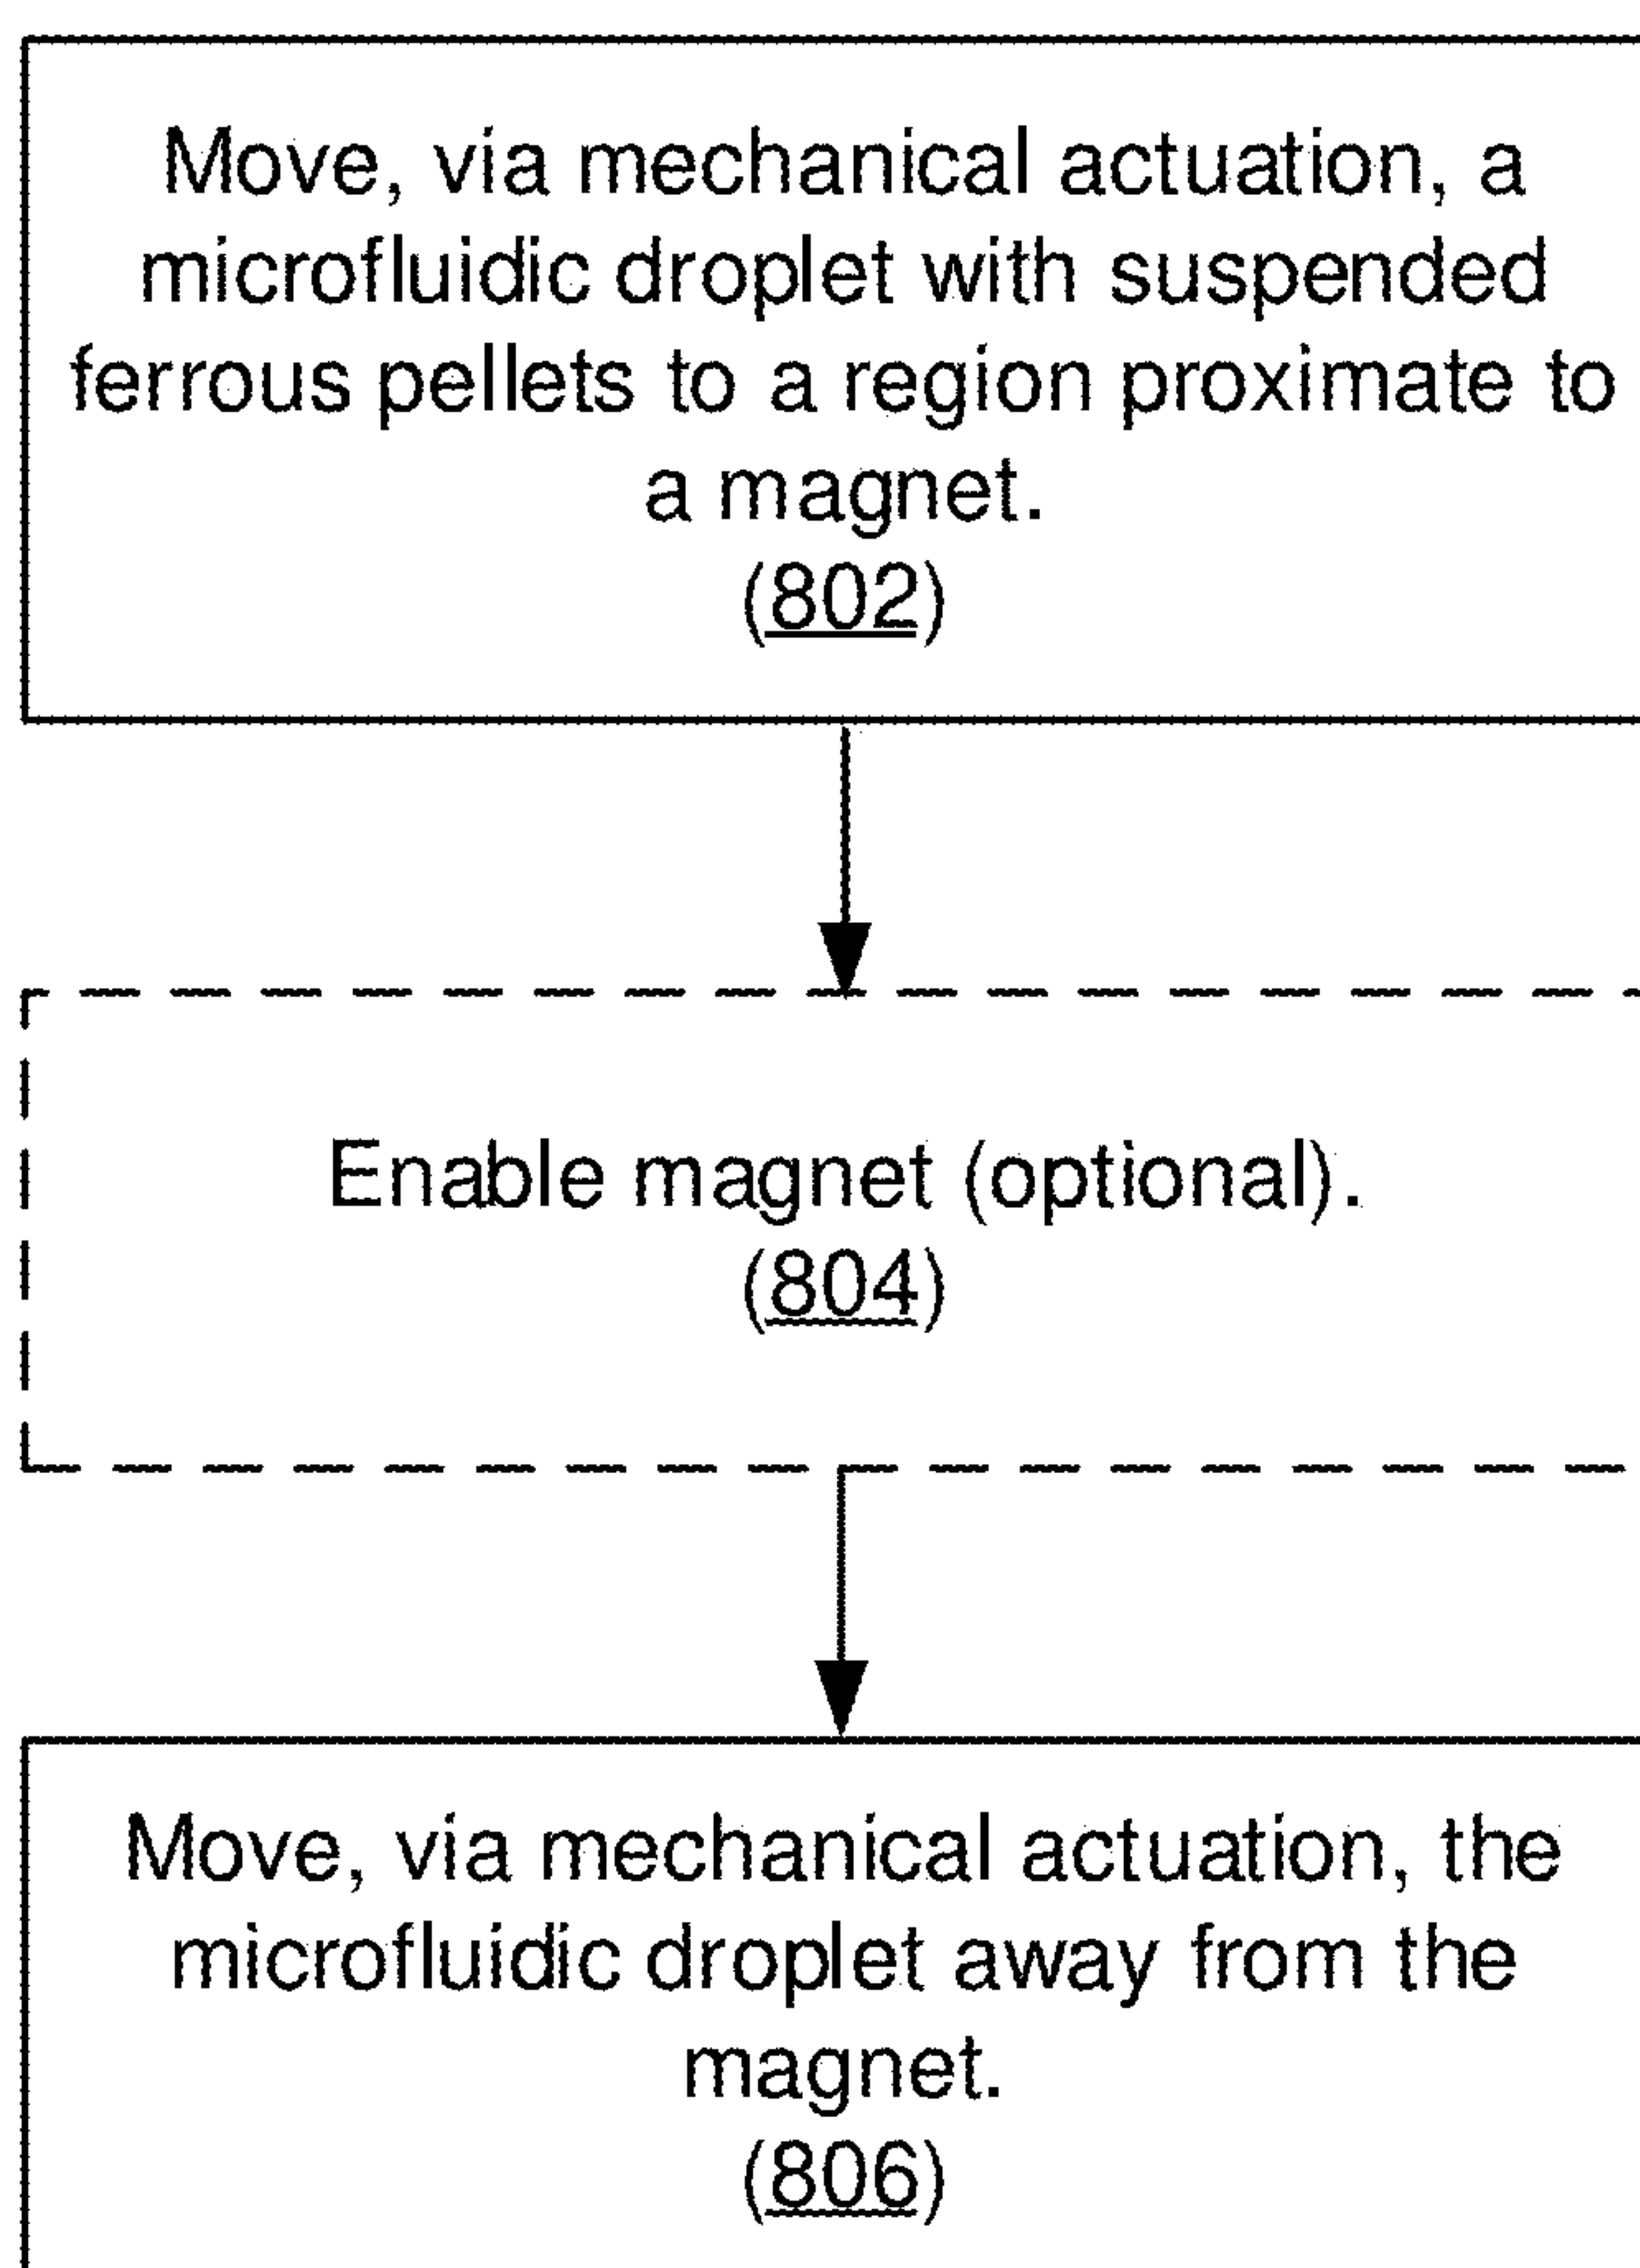 Move, via mechanical actuation, a
microfluidic droplet with suspended
ferrous pellets to a region proximate to
a magnet.
(802)
Enable magnet (optional).
(804)
Move, via mechanical actuation, the
microfluidic droplet away from the
magnet.
(806)